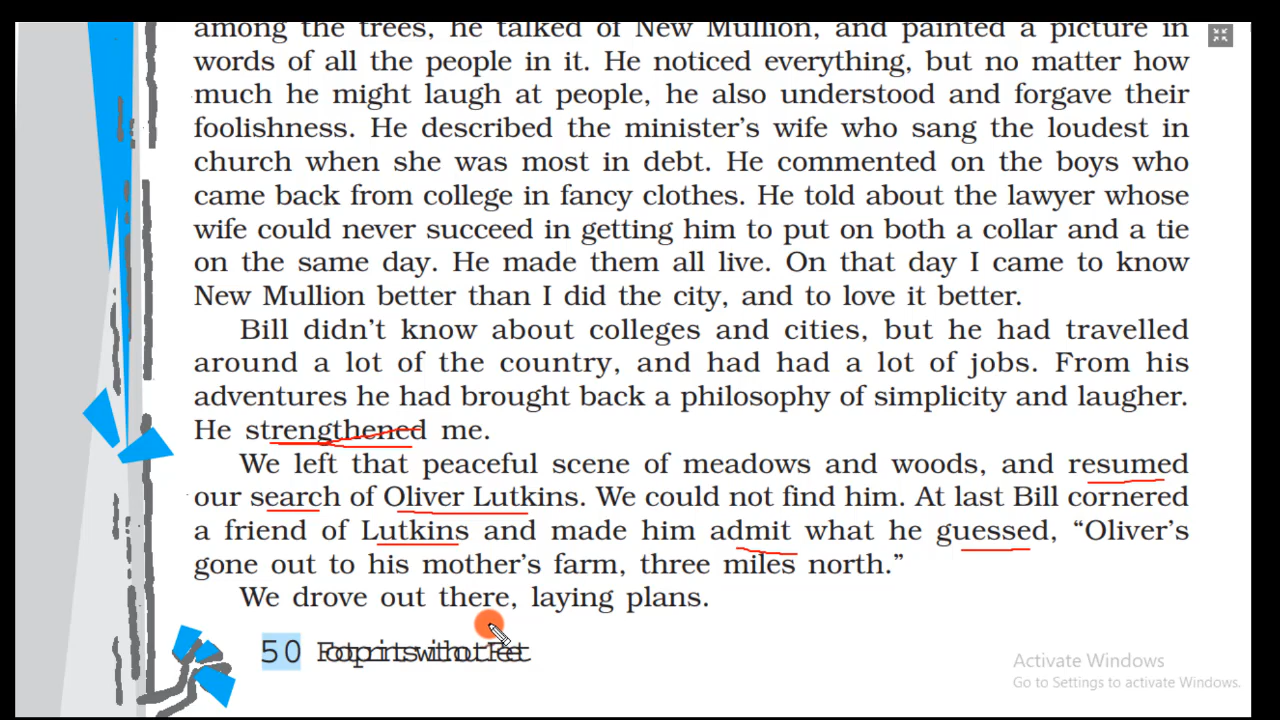 among the trees, he talked of New Mullion, and painted a picture in
words of all the people in it. He noticed everything, but no matter how
much he might laugh at people, he also understood and forgave their
foolishness. He described the minister's wife who sang the loudest in
church when she was most in debt. He commented on the boys who
came back from college in fancy clothes. He told about the lawyer whose
wife could never succeed in getting him to put on both a collar and a tie
on the same day. He made them all live. On that day I came to know
New Mullion better than I did the city, and to love it better.
Bill didn't know about colleges and cities, but he had travelled
around a lot of the country, and had had a lot of jobs. From his
adventures he had brought back a philosophy of simplicity and laugher.
He strengthened me.
We left that peaceful scene of meadows and woods, and resumed
our search of Oliver Lutkins. We could not find him. At last Bill cornered
a friend of Lutkins and made him admit what he guessed, “Oliver's
gone out to his mother's farm, three miles north.”
We drove out there, laying plans.
50
Activate Windows
Go to Settings to activate Windows.